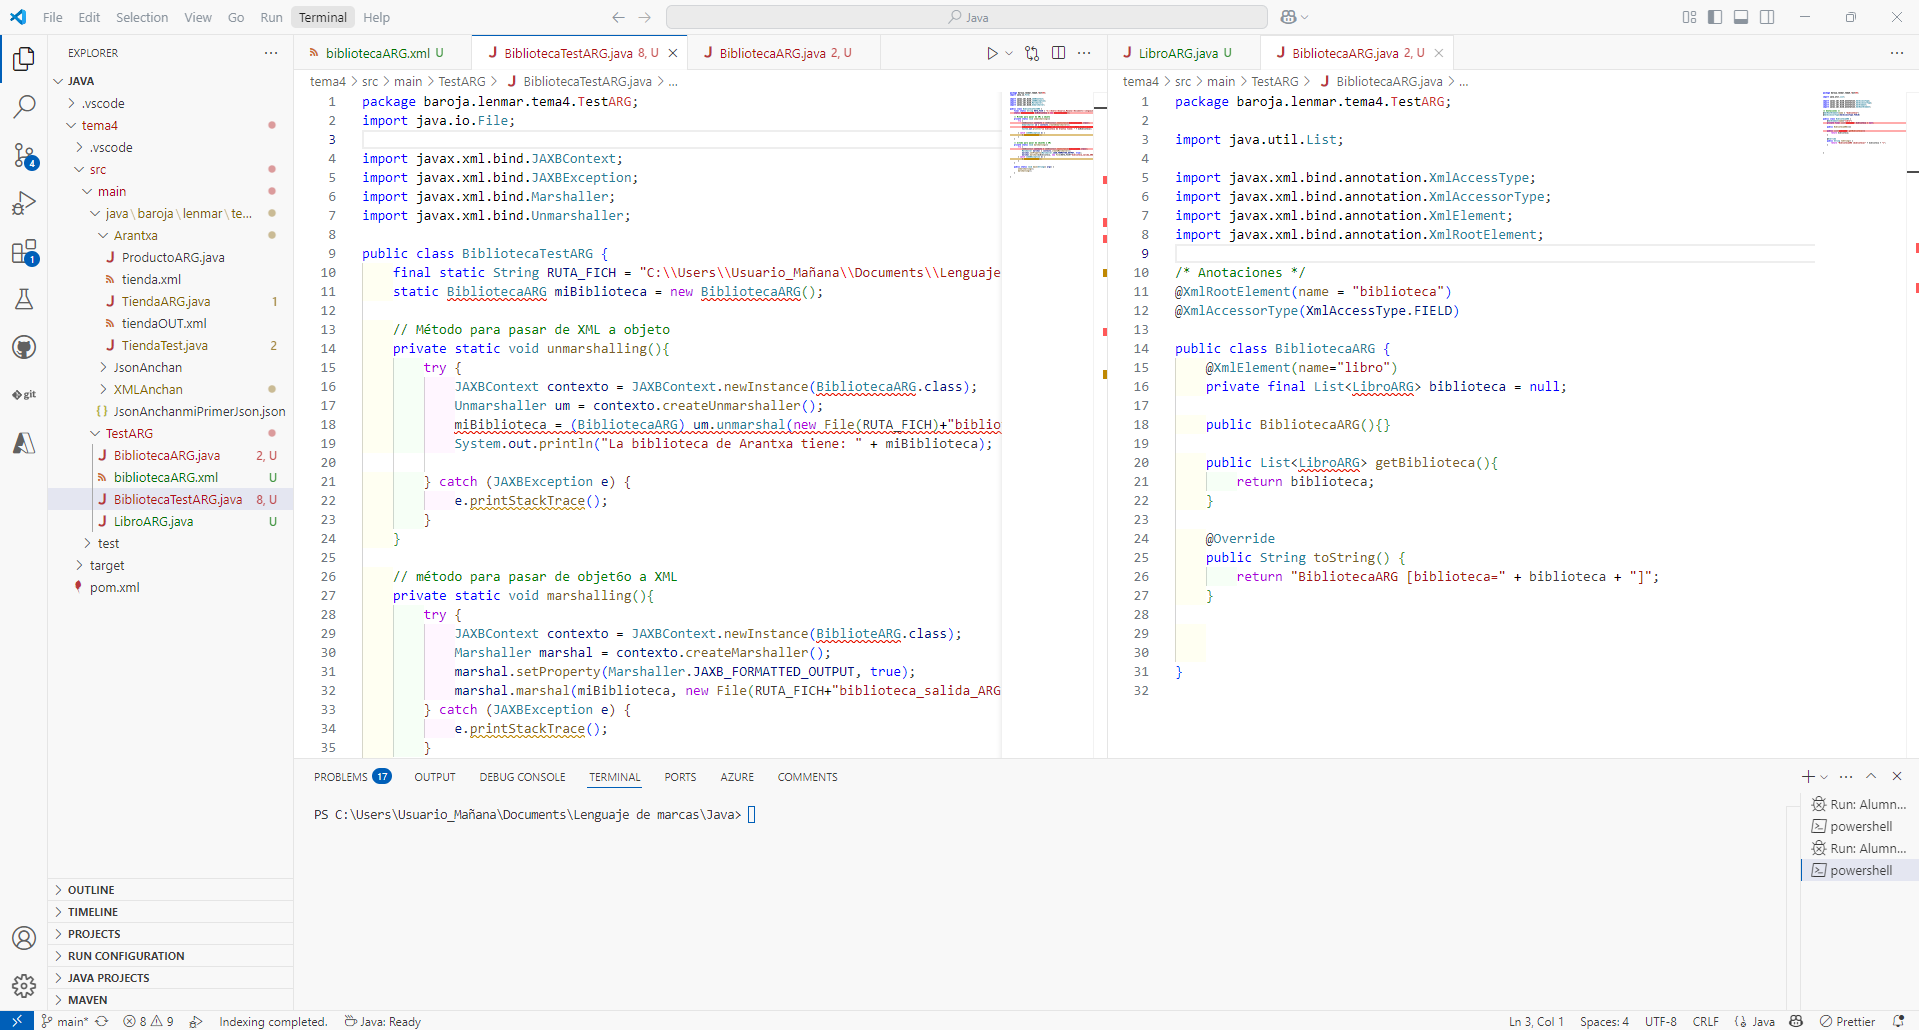 File Edit Selection View Go Run Terminal Help
Java
EXPLORER
JAVA
.vscode
tema4
.vscode
src
main
java\baroja\lenmar\te...
Arantxa
ProductoARG.java
tienda.xml
TiendaARG.java 1
tiendaOUT.xml
TiendaTest.java 2
JsonAnchan
XMLAnchan
JsonAnchanmiPrimerJson.json
TestARG
BibliotecaARG.java 2, U
bibliotecaARG.xml U
BibliotecaTestARG.java 8, U
LibroARG.java U
test
target
pom.xml
OUTLINE
TIMELINE
PROJECTS
RUN CONFIGURATION
JAVA PROJECTS
MAVEN
4
1
git
bibliotecaARG.xml U
BibliotecaTestARG.java 8, U
BibliotecaARG.java 2, U
tema4 > src > main > TestARG > BibliotecaTestARG.java > ...
1 package baroja.lenmar.tema4.TestARG;
2 import java.io.File;
3
4 import javax.xml.bind.JAXBContext;
5 import javax.xml.bind.JAXBException;
6 import javax.xml.bind.Marshaller;
7 import javax.xml.bind.Unmarshaller;
8
9 public class BibliotecaTestARG {
10 final static String RUTA_FICH = "C:\\Users\\Usuario_Mañana\\Documents\\Lenguaje
11 static BibliotecaARG miBiblioteca = new BibliotecaARG();
12
13 // Método para pasar de XML a objeto
14 private static void unmarshalling(){
15 try {
16 JAXBContext contexto = JAXBContext.newInstance(BibliotecaARG.class);
17 Unmarshaller um = contexto.createUnmarshaller();
18 miBiblioteca = (BibliotecaARG) um.unmarshal(new File(RUTA_FICH)+"biblio
19 System.out.println("La biblioteca de Arantxa tiene: " + miBiblioteca);
20
21 } catch (JAXBException e) {
22 e.printStackTrace();
23 }
24 }
25
26 // método para pasar de objet6o a XML
27 private static void marshalling(){
28 try {
29 JAXBContext contexto = JAXBContext.newInstance(BiblioteARG.class);
30 Marshaller marshal = contexto.createMarshaller();
31 marshal.setProperty(Marshaller.JAXB_FORMATTED_OUTPUT, true);
32 marshal.marshal(miBiblioteca, new File(RUTA_FICH+"biblioteca_salida_ARG
33 } catch (JAXBException e) {
34 e.printStackTrace();
35 }
LibroARG.java U
BibliotecaARG.java 2, U
tema4 > src > main > TestARG > BibliotecaARG.java > ...
1 package baroja.lenmar.tema4.TestARG;
2
3 import java.util.List;
4
5 import javax.xml.bind.annotation.XmlAccessType;
6 import javax.xml.bind.annotation.XmlAccessorType;
7 import javax.xml.bind.annotation.XmlElement;
8 import javax.xml.bind.annotation.XmlRootElement;
9
10 /* Anotaciones */
11 @XmlRootElement(name = "biblioteca")
12 @XmlAccessorType(XmlAccessType.FIELD)
13
14 public class BibliotecaARG {
15 @XmlElement(name="libro")
16 private final List<LibroARG> biblioteca = null;
17
18 public BibliotecaARG(){}
19
20 public List<LibroARG> getBiblioteca(){
21 return biblioteca;
22 }
23
24 @Override
25 public String toString() {
26 return "BibliotecaARG [biblioteca=" + biblioteca + "]";
27 }
28
29
30
31 }
32
PROBLEMS 17 OUTPUT DEBUG CONSOLE TERMINAL PORTS AZURE COMMENTS
PS C:\Users\Usuario_Mañana\Documents\Lenguaje de marcas\Java>
Run: Alumn...
powershell
Run: Alumn...
powershell
main* 8 9 Indexing completed. Java: Ready
Ln 3, Col 1 Spaces: 4 UTF-8 CRLF Java Prettier